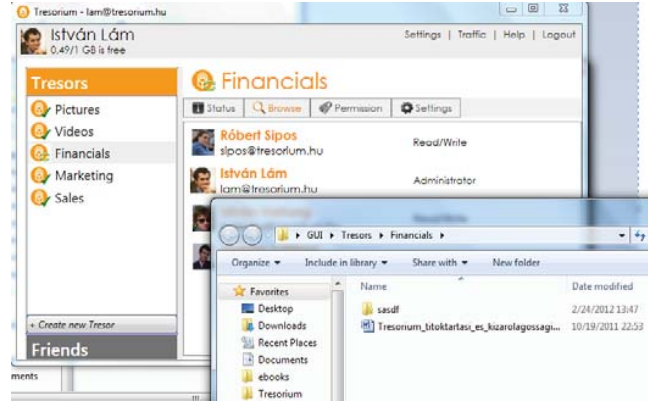 Tresorium - lam@tresorium.hu
István Lám
0,49/1 GB is free
Settings | Traffic | Help | Logout
Tresors
Pictures
Videos
Financials
Marketing
Sales
+ Create new Tresor
Friends
Financials
Status
Browse
Permission
Settings
Róbert Sipos
sipos@tresorium.hu
Read/Write
István Lám
lam@tresorium.hu
Administrator
GUI
Tresors
Financials
Organize
Include in library
Share with
New folder
Favorites
Desktop
Downloads
Recent Places
Documents
ebooks
Tresorium
Name
Date modified
sasdf
2/24/2012 13:47
Tresorium_titoktartasi_es_kizarolagossagi...
10/19/2011 22:53
ments